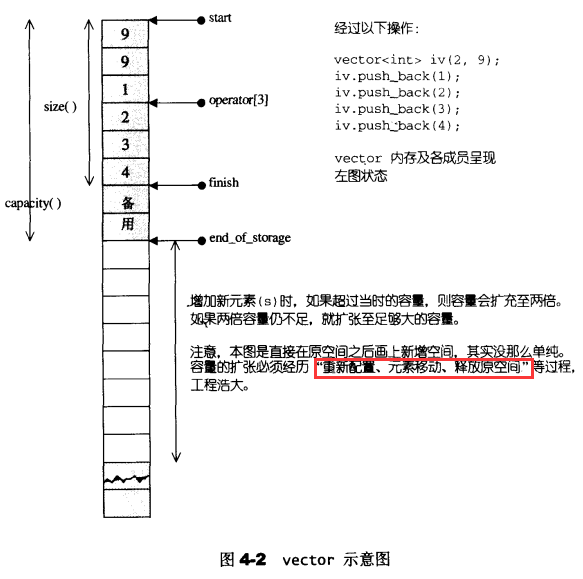 start
9
9
1
operator[3]
2
size( )
3
4
finish
capacity( )
备
用
end_of_storage
经过以下操作:
vector<int> iv(2, 9);
iv.push_back(1);
iv.push_back(2);
iv.push_back(3);
iv.push_back(4);
vector 内存及各成员呈现
左图状态
增加新元素(s)时，如果超过当时的容量，则容量会扩充至两倍。
如果两倍容量仍不足，就扩张至足够大的容量。
注意，本图是直接在原空间之后画上新增空间，其实没那么单纯。
容量的扩张必须经历 “重新配置、元素移动、释放原空间” 等过程，
工程浩大。
图 4-2 vector 示意图